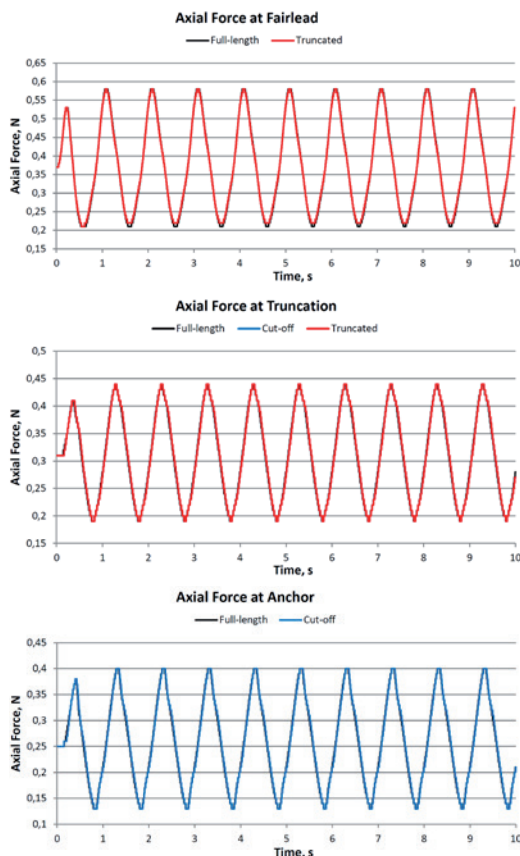 Axial Force at Fairlead
Full-length Truncated
Axial Force, N
0,65
0,6
0,55
0,5
0,45
0,4
0,35
0,3
0,25
0,2
0,15
0 1 2 3 4 5 6 7 8 9 10
Time, s
Axial Force at Truncation
Full-length Cut-off Truncated
Axial Force, N
0,5
0,45
0,4
0,35
0,3
0,25
0,2
0,15
0 1 2 3 4 5 6 7 8 9 10
Time, s
Axial Force at Anchor
Full-length Cut-off
Axial Force, N
0,45
0,4
0,35
0,3
0,25
0,2
0,15
0,1
0 1 2 3 4 5 6 7 8 9 10
Time, s